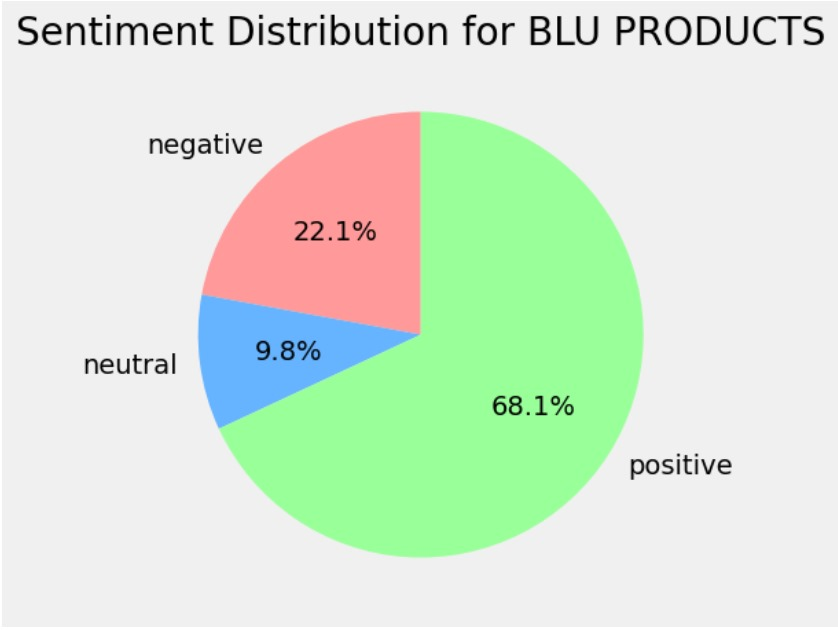 Sentiment Distribution for BLU PRODUCTS
negative
22.1%
9.8%
neutral
68.1%
positive